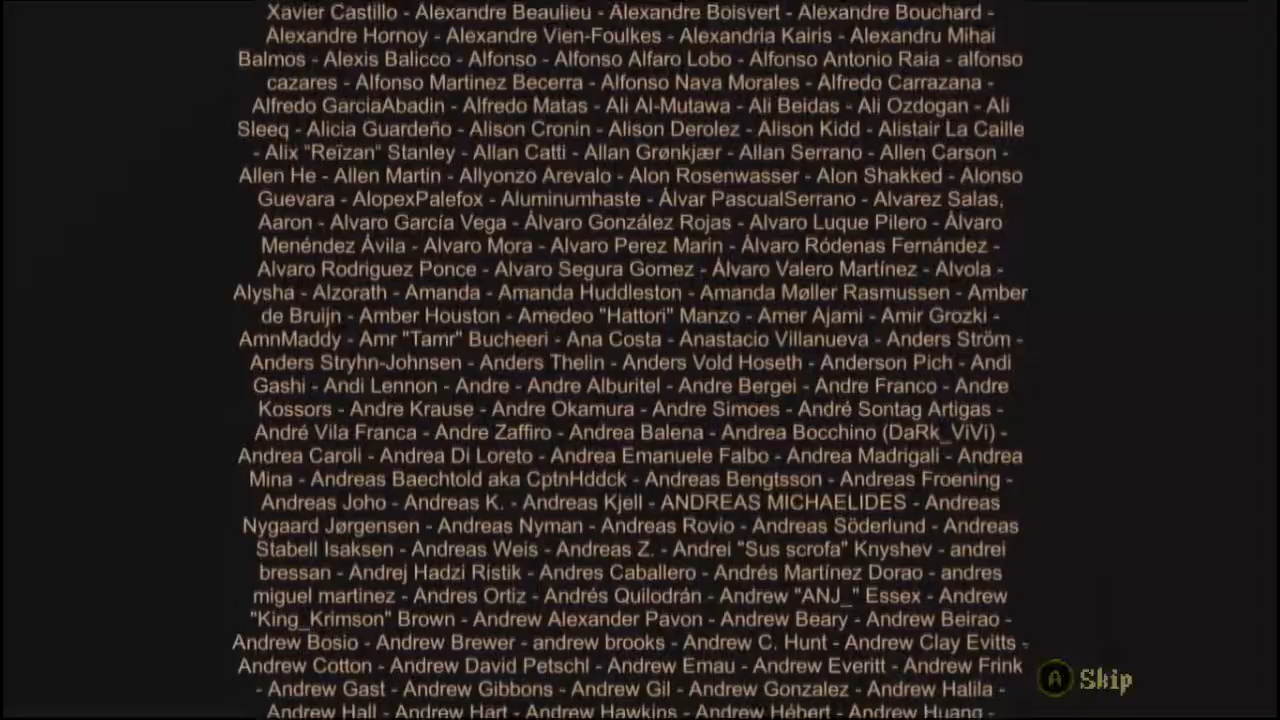 Xavier Castillo - Alexandre Beaulieu - Alexandre Boisvert - Alexandre Bouchard -
Alexandre Hornoy - Alexandre Vien-Foulkes - Alexandria Kairis - Alexandru Mihai
Balmos - Alexis Balicco - Alfonso - Alfonso Alfaro Lobo - Alfonso Antonio Raia - alfonso
cazares - Alfonso Martinez Becerra - Alfonso Nava Morales - Alfredo Carrazana -
Alfredo GarciaAbadin - Alfredo Matas - Ali Al-Mutawa - Ali Beidas - Ali Ozdogan - Ali
Sleeq - Alicia Guardeño - Alison Cronin - Alison Derolez - Alison Kidd - Alistair La Caille
- Alix "Reïzan" Stanley - Allan Catti - Allan Grønkjær - Allan Serrano - Allen Carson -
Allen He - Allen Martin - Allyonzo Arevalo - Alon Rosenwasser - Alon Shakked - Alonso
Guevara - AlopexPalefox - Aluminumhaste - Álvar PascualSerrano - Alvarez Salas,
Aaron - Alvaro García Vega - Álvaro González Rojas - Alvaro Luque Pilero - Álvaro
Menéndez Ávila - Alvaro Mora - Alvaro Perez Marin - Álvaro Ródenas Fernández -
Alvaro Rodriguez Ponce - Alvaro Segura Gomez - Álvaro Valero Martínez - Alvola -
Alysha - Alzorath - Amanda - Amanda Huddleston - Amanda Møller Rasmussen - Amber
de Bruijn - Amber Houston - Amedeo "Hattori" Manzo - Amer Ajami - Amir Grozki -
AmnMaddy - Amr "Tamr" Bucheeri - Ana Costa - Anastacio Villanueva - Anders Ström -
Anders Stryhn-Johnsen - Anders Thelin - Anders Vold Hoseth - Anderson Pich - Andi
Gashi - Andi Lennon - Andre - Andre Alburitel - Andre Bergei - Andre Franco - Andre
Kossors - Andre Krause - Andre Okamura - Andre Simoes - André Sontag Artigas -
André Vila Franca - Andre Zaffiro - Andrea Balena - Andrea Bocchino (DaRk_ViVi) -
Andrea Caroli - Andrea Di Loreto - Andrea Emanuele Falbo - Andrea Madrigali - Andrea
Mina - Andreas Baechtold aka CptnHddck - Andreas Bengtsson - Andreas Froening -
Andreas Joho - Andreas K. - Andreas Kjell - ANDREAS MICHAELIDES - Andreas
Nygaard Jørgensen - Andreas Nyman - Andreas Rovio - Andreas Söderlund - Andreas
Stabell Isaksen - Andreas Weis - Andreas Z. - Andrei "Sus scrofa" Knyshev - andrei
bressan - Andrej Hadzi Ristik - Andres Caballero - Andrés Martínez Dorao - andres
miguel martinez - Andres Ortiz - Andrés Quilodrán - Andrew "ANJ_" Essex - Andrew
"King_Krimson" Brown - Andrew Alexander Pavon - Andrew Beary - Andrew Beirao -
Andrew Bosio - Andrew Brewer - andrew brooks - Andrew C. Hunt - Andrew Clay Evitts -
Andrew Cotton - Andrew David Petschl - Andrew Emau - Andrew Everitt - Andrew Frink
- Andrew Gast - Andrew Gibbons - Andrew Gil - Andrew Gonzalez - Andrew Halila -
Andrew Hall - Andrew Hart - Andrew Hawkins - Andrew Hébert - Andrew Huang -
A Skip